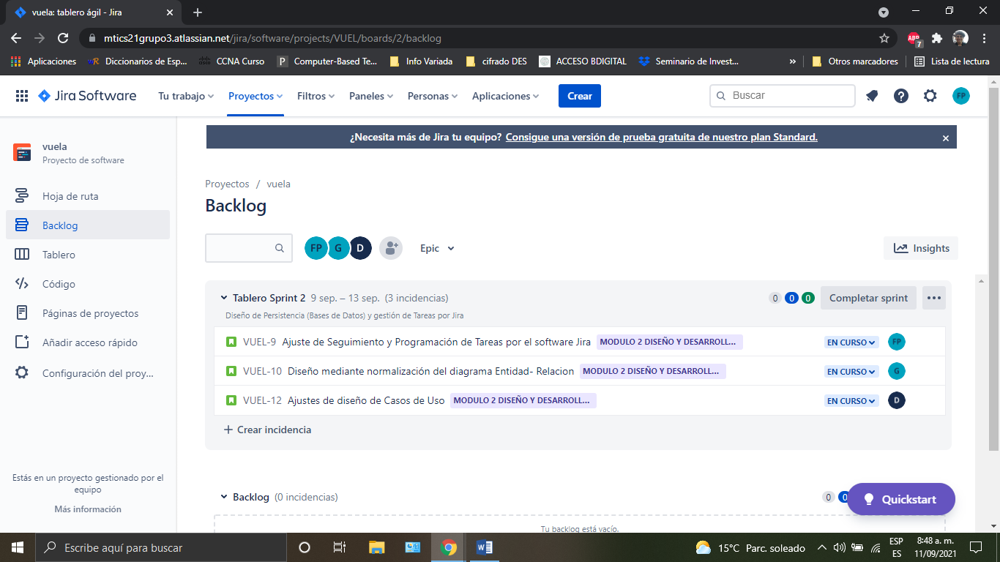 vuela: tablero ágil - Jira
mtics21grupo3.atlassian.net/jira/software/projects/VUEL/boards/2/backlog
ABP
7
Aplicaciones
Diccionarios de Esp...
CCNA Curso
Computer-Based Te...
Info Variada
cifrado DES
ACCESO BDIGITAL
Seminario de Invest...
»
Otros marcadores
Lista de lectura
Jira Software
Tu trabajo
Proyectos
Filtros
Paneles
Personas
Aplicaciones
Crear
Buscar
FP
vuela
Proyecto de software
Hoja de ruta
Backlog
Tablero
Código
Páginas de proyectos
Añadir acceso rápido
Configuración del proy...
Estás en un proyecto gestionado por el
equipo
Más información
¿Necesita más de Jira tu equipo? Consigue una versión de prueba gratuita de nuestro plan Standard.
Proyectos / vuela
Backlog
FP G D
Epic
Insights
Tablero Sprint 2 9 sep. – 13 sep. (3 incidencias)
0 0 0
Completar sprint
Diseño de Persistencia (Bases de Datos) y gestión de Tareas por Jira
VUEL-9 Ajuste de Seguimiento y Programación de Tareas por el software Jira MODULO 2 DISEÑO Y DESARROLL... EN CURSO FP
VUEL-10 Diseño mediante normalización del diagrama Entidad- Relacion MODULO 2 DISEÑO Y DESARROLL... EN CURSO G
VUEL-12 Ajustes de diseño de Casos de Uso MODULO 2 DISEÑO Y DESARROLL... EN CURSO D
+ Crear incidencia
Backlog (0 incidencias)
0 0
Quickstart
Tu backlog está vacío.
Escribe aquí para buscar
15°C Parc. soleado
ESP
ES
8:48 a. m.
11/09/2021